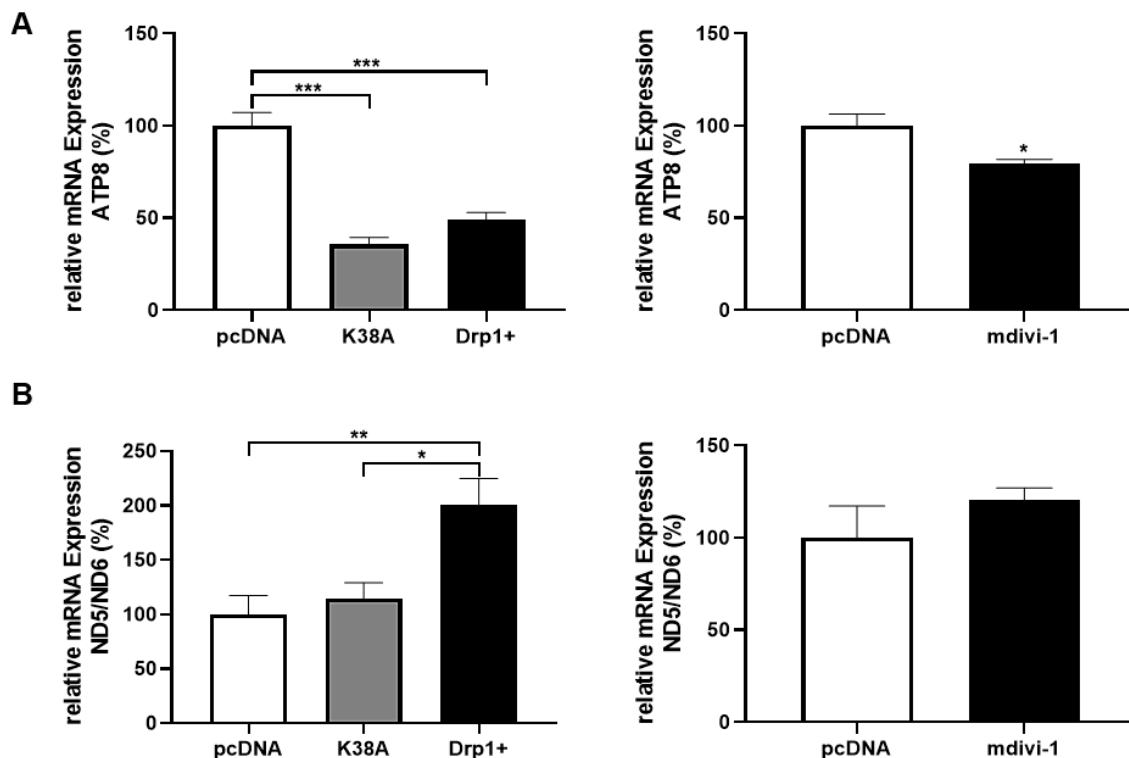 A
relative mRNA Expression
ATP8 (%)
150
100
50
0
***
***
pcDNA
K38A
Drp1+
relative mRNA Expression
ATP8 (%)
150
100
50
0
*
pcDNA
mdivi-1
B
relative mRNA Expression
ND5/ND6 (%)
250
200
150
100
50
0
**
*
pcDNA
K38A
Drp1+
relative mRNA Expression
ND5/ND6 (%)
150
100
50
0
pcDNA
mdivi-1